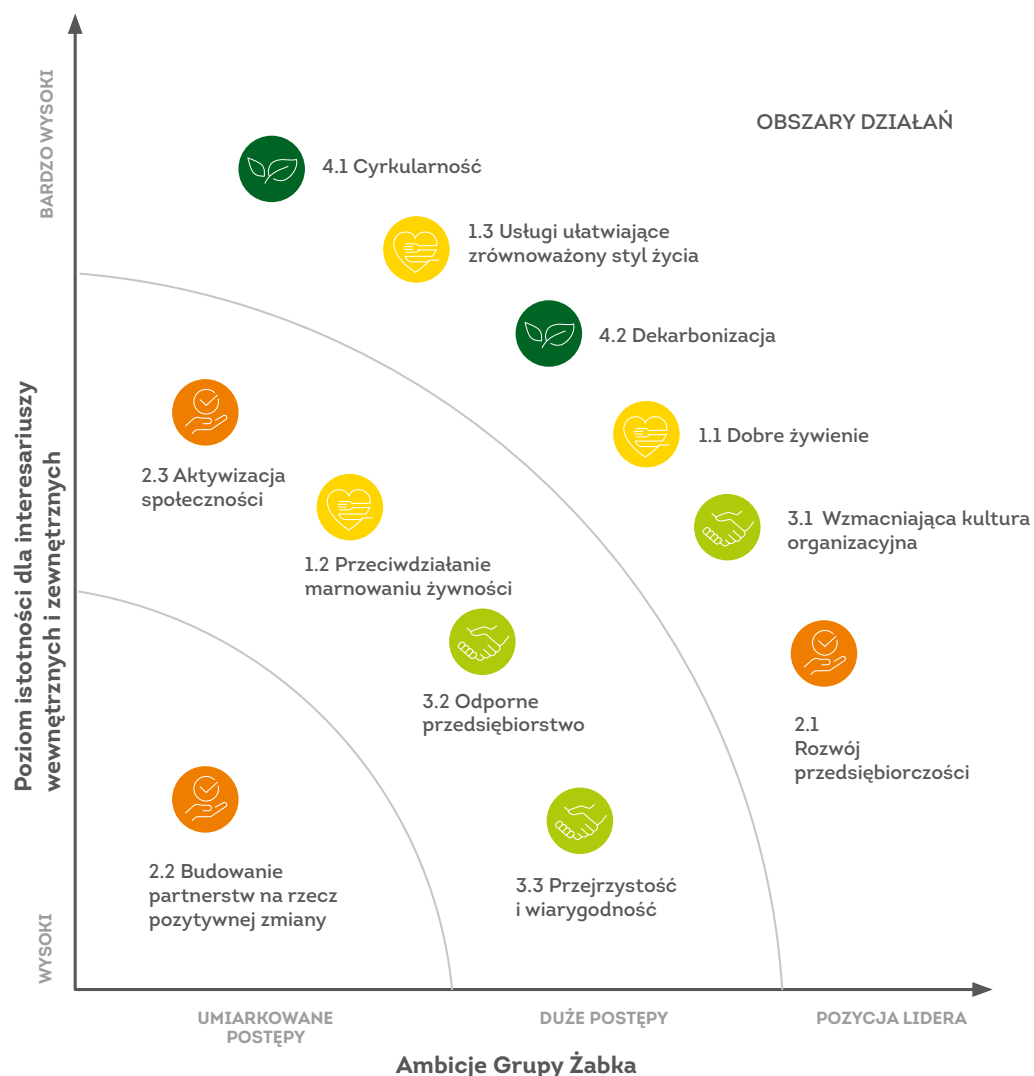 OBSZARY DZIAŁAŃ
BARDZO WYSOKI
4.1 Cyrkularność
1.3 Usługi ułatwiające
zrównoważony styl życia
4.2 Dekarbonizacja
1.1 Dobre żywienie
2.3 Aktywizacja
społeczności
3.1 Wzmacniająca kultura
organizacyjna
1.2 Przeciwdziałanie
marnowaniu żywności
3.2 Odporne
przedsiębiorstwo
2.1
Rozwój
przedsiębiorczości
2.2 Budowanie
partnerstw na rzecz
pozytywnej zmiany
3.3 Przejrzystość
i wiarygodność
Poziom istotności dla interesariuszy
wewnętrznych i zewnętrznych
WYSOKI
UMIARKOWANE
POSTĘPY
DUŻE POSTĘPY
POZYCJA LIDERA
Ambicje Grupy Żabka